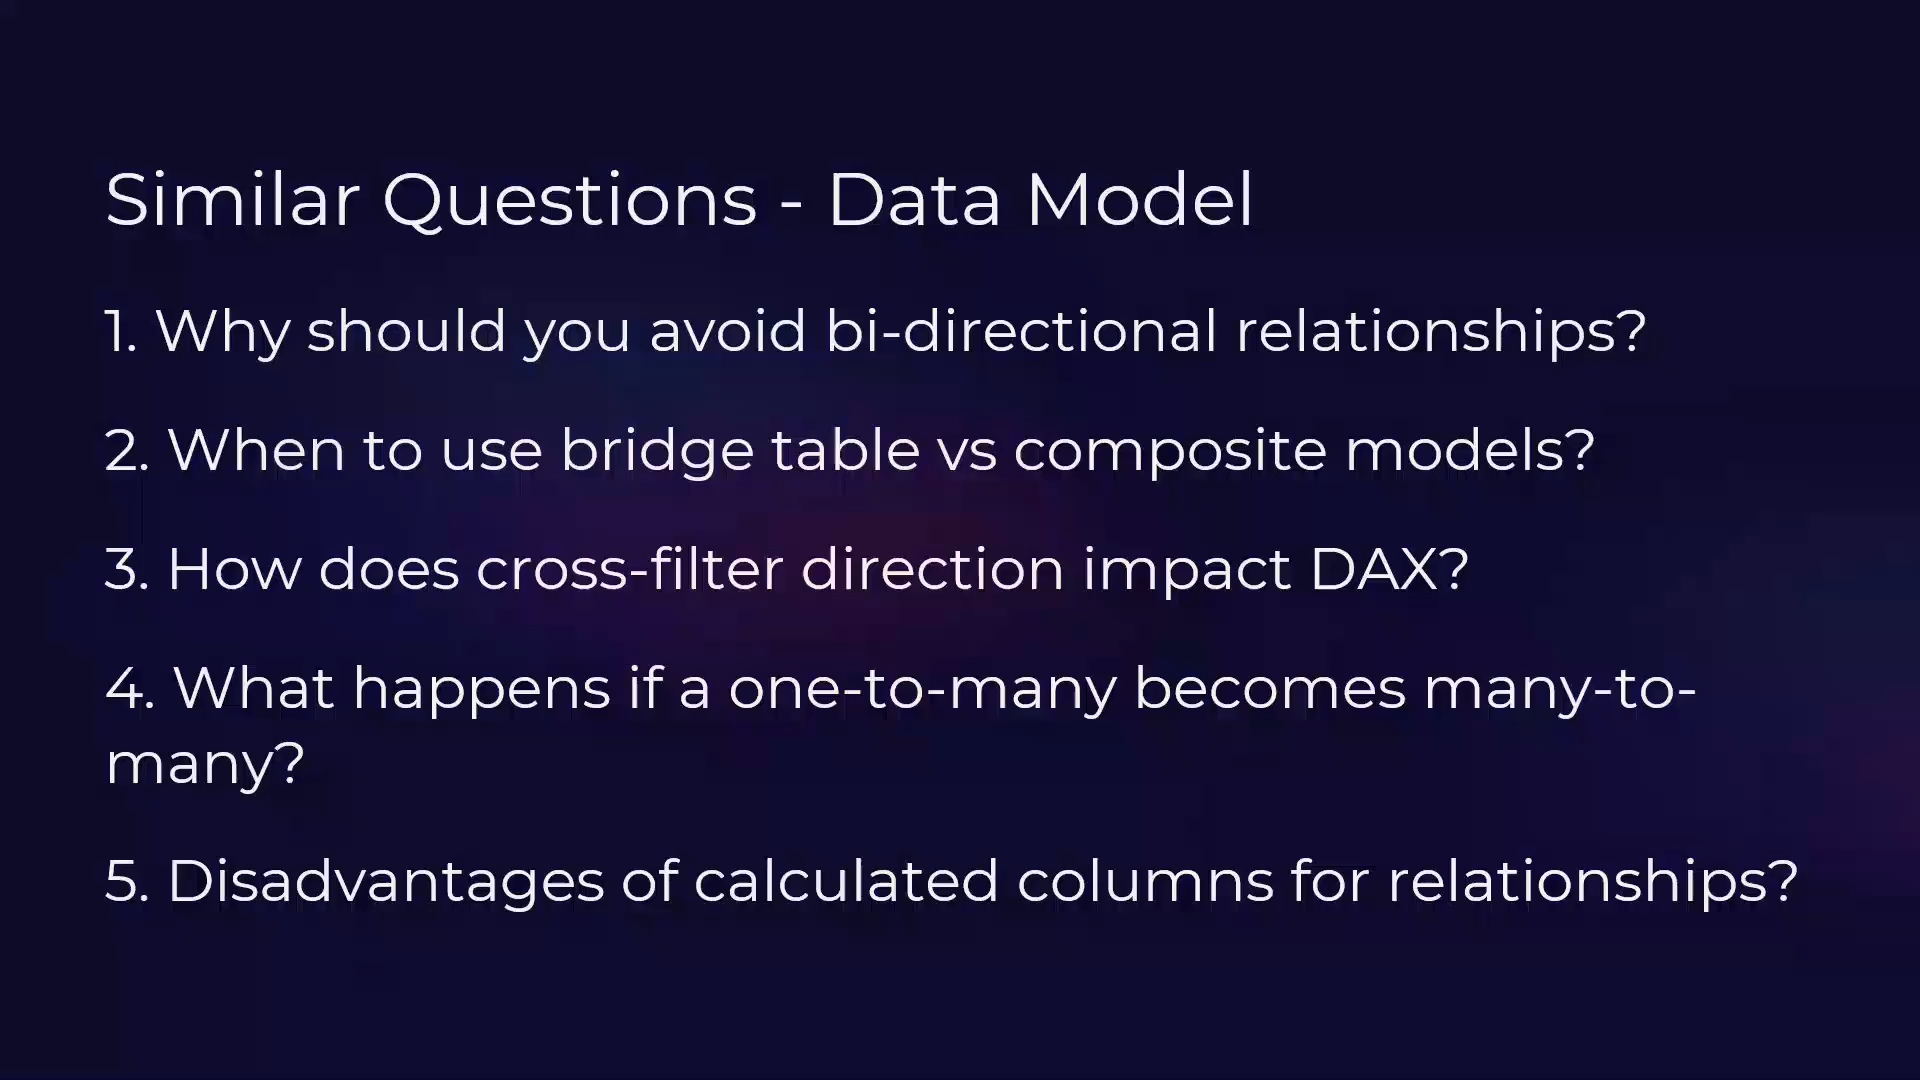 Similar Questions - Data Model
1. Why should you avoid bi-directional relationships?
2. When to use bridge table vs composite models?
3. How does cross-filter direction impact DAX?
4. What happens if a one-to-many becomes many-to-
many?
5. Disadvantages of calculated columns for relationships?